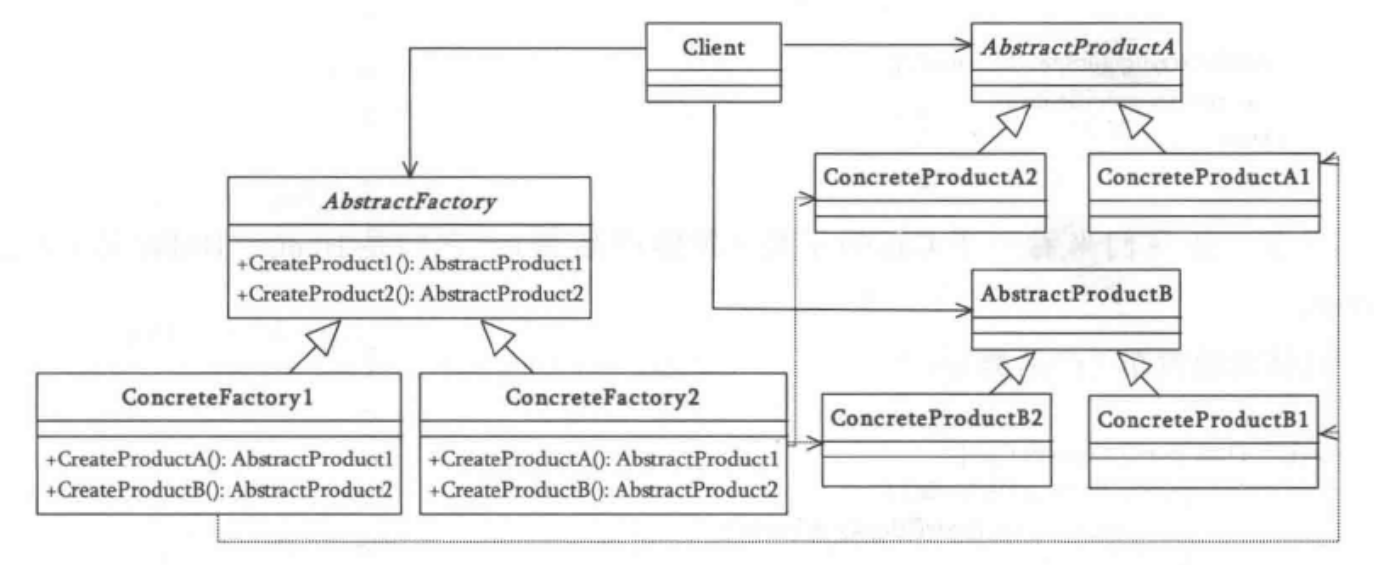 Client
AbstractProductA
ConcreteProductA2
ConcreteProductA1
AbstractFactory
+CreateProduct1(): AbstractProduct1
+CreateProduct2(): AbstractProduct2
AbstractProductB
ConcreteFactory1
+CreateProductA(): AbstractProduct1
+CreateProductB(): AbstractProduct2
ConcreteFactory2
+CreateProductA(): AbstractProduct1
+CreateProductB(): AbstractProduct2
ConcreteProductB2
ConcreteProductB1